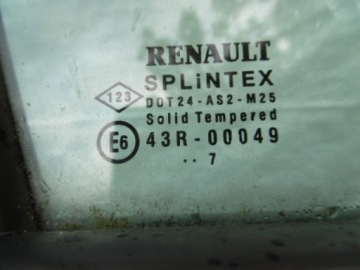 RENAULT
SPLiNTEX
123 DOT24-AS2-M25
Solid Tempered
E6 43R-00049
.. 7